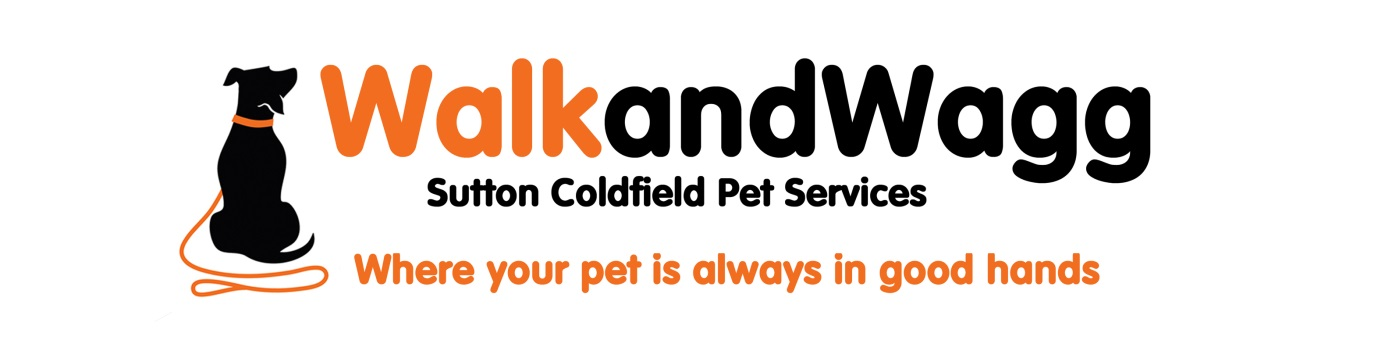 WalkandWagg
Sutton Coldfield Pet Services
Where your pet is always in good hands